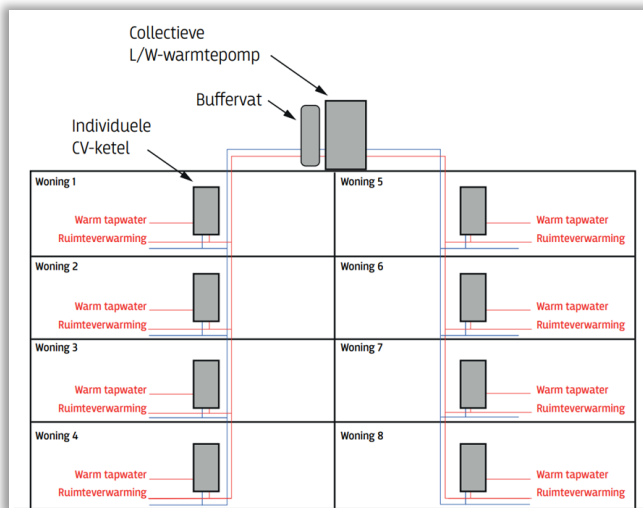 Collectieve
L/W-warmtepomp
Buffervat
Individuele
CV-ketel
Woning 1
Warm tapwater
Ruimteverwarming
Woning 5
Warm tapwater
Ruimteverwarming
Woning 2
Warm tapwater
Ruimteverwarming
Woning 6
Warm tapwater
Ruimteverwarming
Woning 3
Warm tapwater
Ruimteverwarming
Woning 7
Warm tapwater
Ruimteverwarming
Woning 4
Warm tapwater
Ruimteverwarming
Woning 8
Warm tapwater
Ruimteverwarming